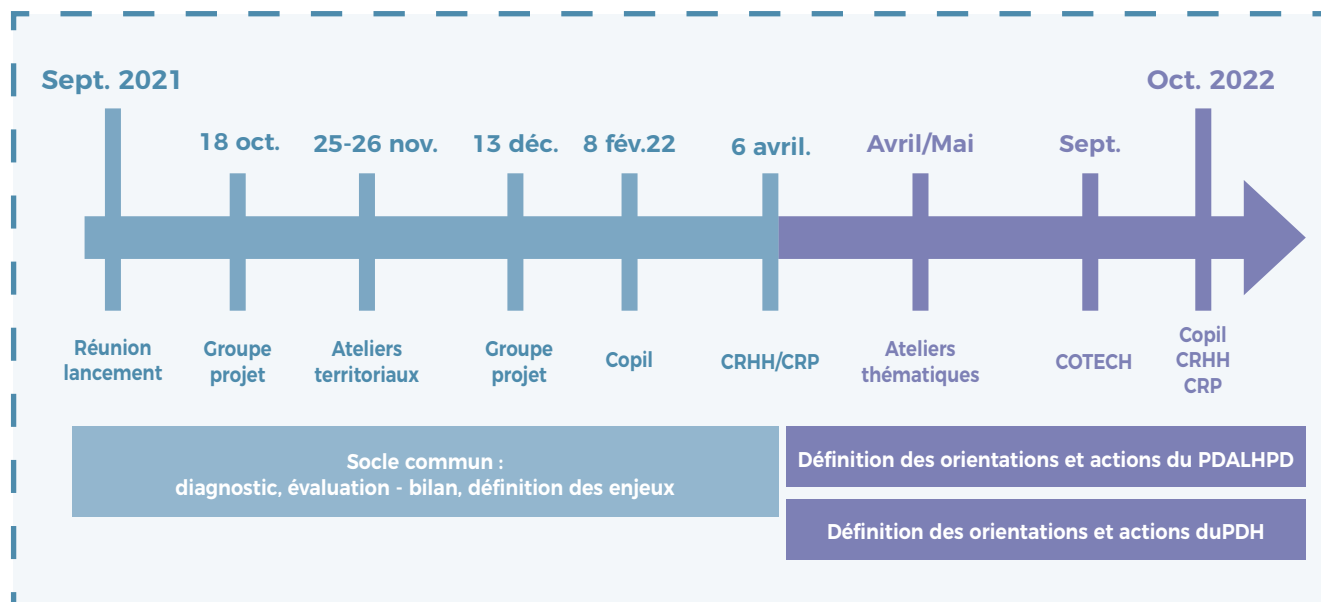 Sept. 2021
Oct. 2022
18 oct.
25-26 nov.
13 déc.
8 fév.22
6 avril.
Avril/Mai
Sept.
Réunion
lancement
Groupe
projet
Ateliers
territoriaux
Groupe
projet
Copil
CRHH/CRP
Ateliers
thématiques
COTECH
Copil
CRHH
CRP
Socle commun :
diagnostic, évaluation - bilan, définition des enjeux
Définition des orientations et actions du PDALHPD
Définition des orientations et actions duPDH